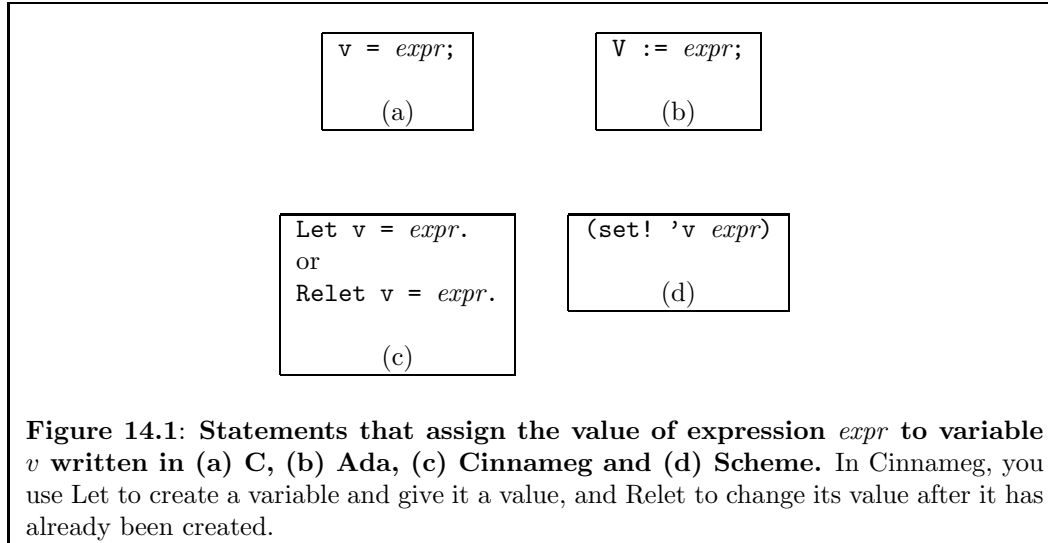 v = expr;
(a)
V := expr;
(b)
Let v = expr.
or
Relet v = expr.
(c)
(set! ’v expr)
(d)
Figure 14.1: Statements that assign the value of expression expr to variable
v written in (a) C, (b) Ada, (c) Cinnameg and (d) Scheme. In Cinnameg, you
use Let to create a variable and give it a value, and Relet to change its value after it has
already been created.